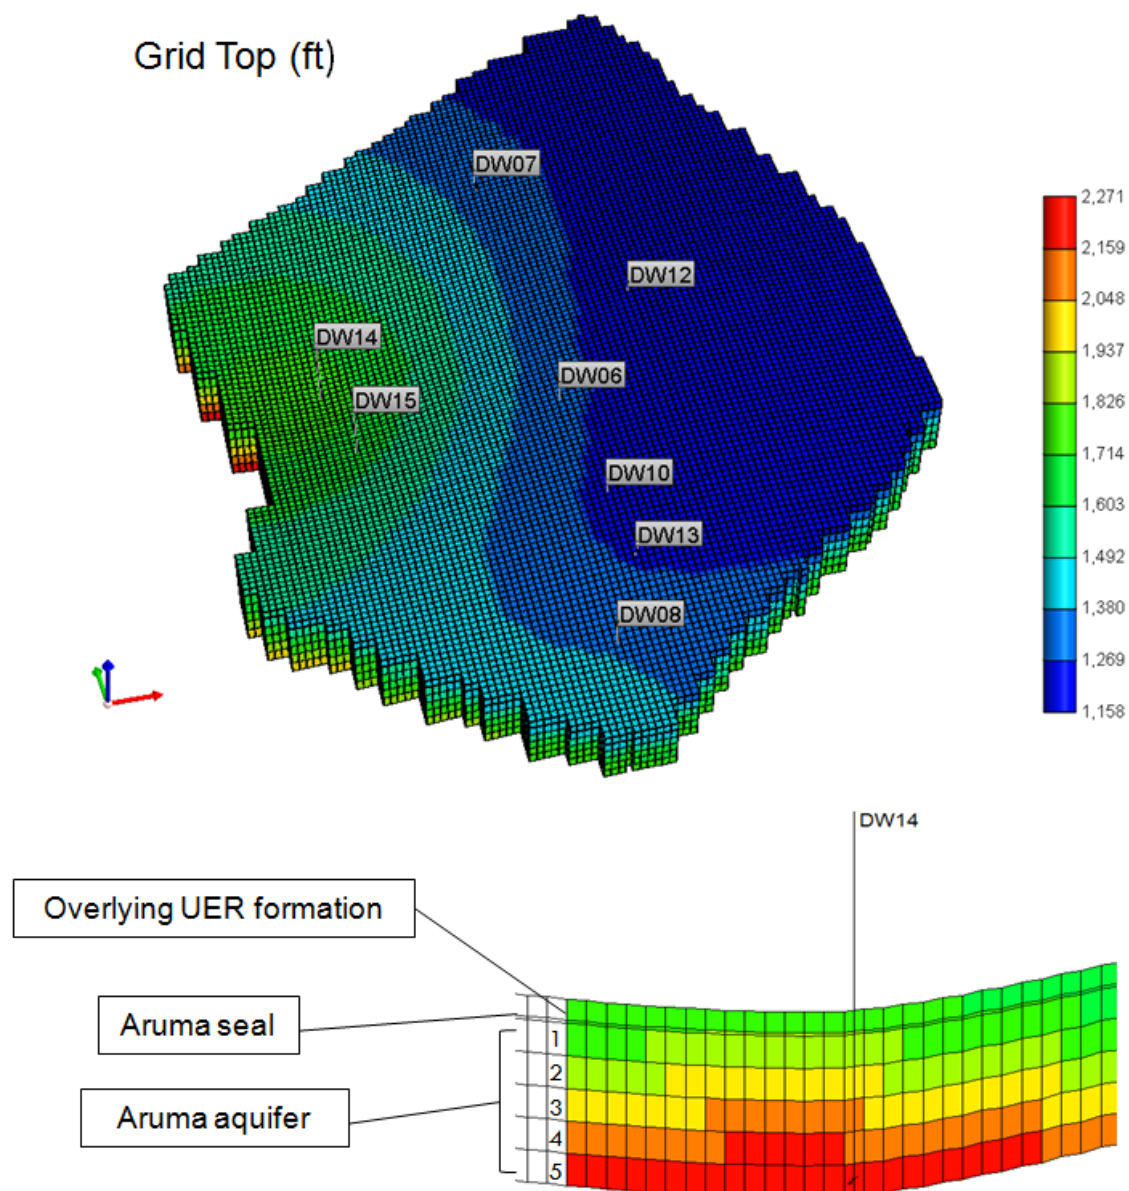 Grid Top (ft)
DW07
DW12
DW14
DW06
DW15
DW10
DW13
DW08
2,271
2,159
2,048
1,937
1,826
1,714
1,603
1,492
1,380
1,269
1,158
DW14
Overlying UER formation
Aruma seal
Aruma aquifer
1
2
3
4
5